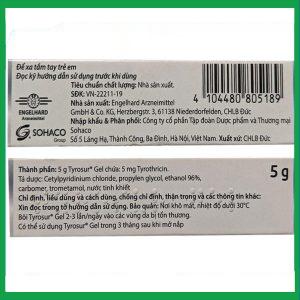 Để xa tầm tay trẻ em
Đọc kỹ hướng dẫn sử dụng trước khi dùng
Tiêu chuẩn chất lượng: Nhà sản xuất.
SĐK: VN-22211-19
Nhà sản xuất: Engelhard Arzneimittel
GmbH & Co. KG, Herzbergstr. 3, 61138 Niederdorfelden, CHLB Đức
Nhập khẩu & Phân phối: Công ty cổ phần Tập đoàn Dược phẩm và Thương mại
Sohaco
Số 5 Láng Hạ, Thành Công, Ba Đình, Hà Nội, Việt Nam. Xuất xứ: CHLB Đức
ENGELHARD
Arzneimittel
SOHACO
Group
4 104480 805189
Thành phần: 5 g Tyrosur Gel chứa: 5 mg Tyrothricin.
Tá dược: Cetylpyridinium chloride, propylen glycol, ethanol 96%,
carbomer, trometamol, nước tinh khiết
Chỉ định, liều dùng và cách dùng, chống chỉ định, thận trọng và các thông tin khác:
Xin đọc trong tờ hướng dẫn sử dụng. Bảo quản: Nơi khô mát, nhiệt độ dưới 30°C
Bôi Tyrosur® Gel 2-3 lần/ngày vào các vùng da bị tổn thương.
Có thể sử dụng Tyrosur® Gel trong 3 tháng sau khi mở nắp
5 g